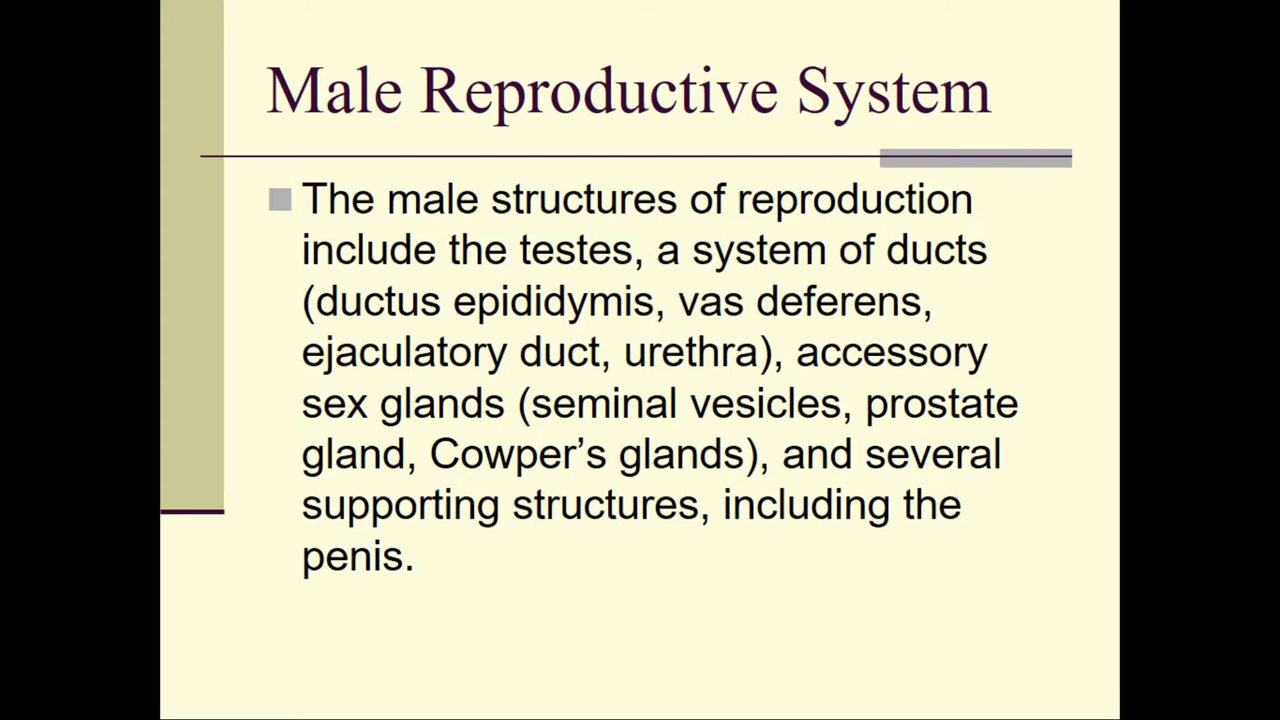 Male Reproductive System
The male structures of reproduction
include the testes, a system of ducts
(ductus epididymis, vas deferens,
ejaculatory duct, urethra), accessory
sex glands (seminal vesicles, prostate
gland, Cowper’s glands), and several
supporting structures, including the
penis.